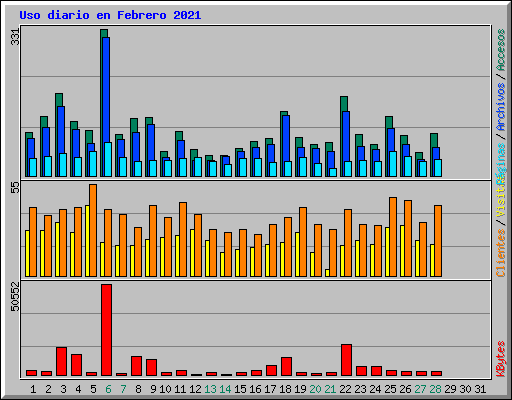 Uso diario en Febrero 2021
331
Páginas / Archivos / Accesos
55
Clientes / Visitas
50552
KBytes
1 2 3 4 5 6 7 8 9 10 11 12 13 14 15 16 17 18 19 20 21 22 23 24 25 26 27 28 29 30 31